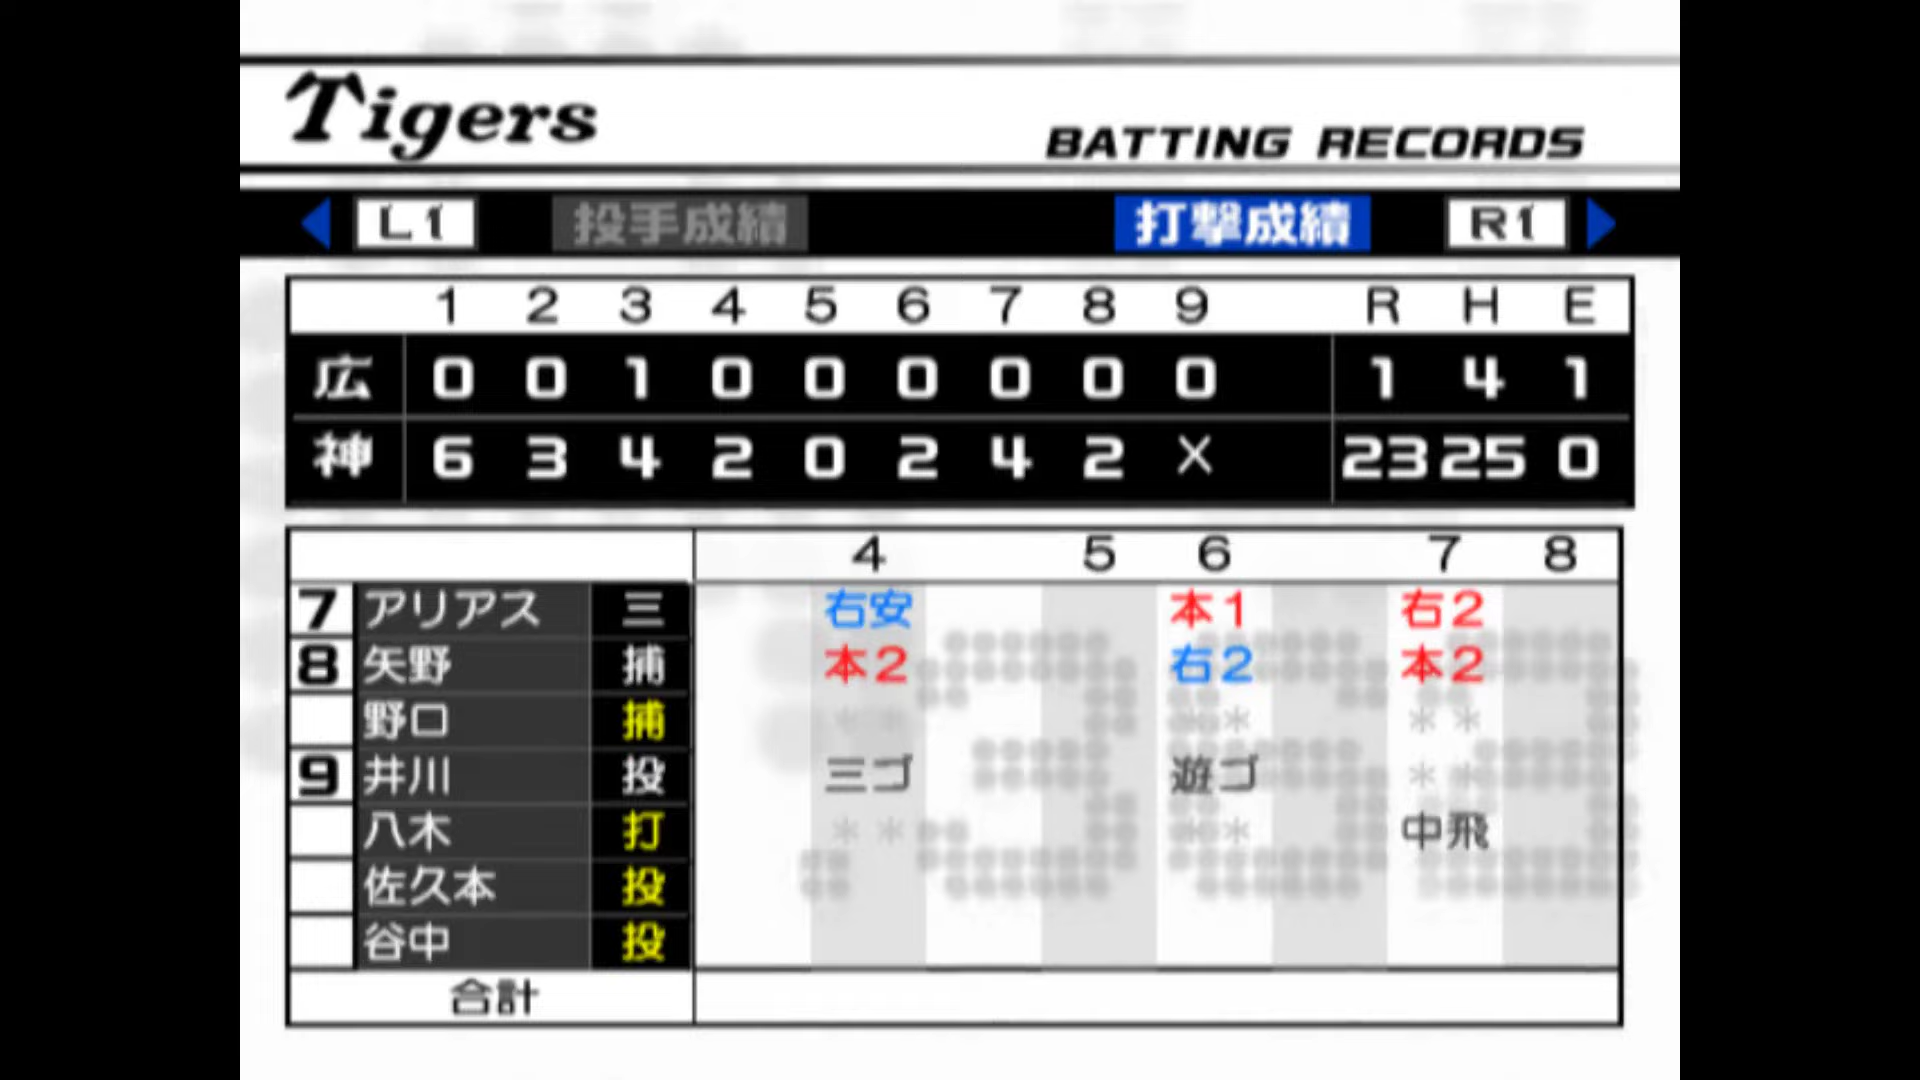 Tigers
BATTING RECORDS
L1 投手成績 打撃成績 R1
1 2 3 4 5 6 7 8 9 R H E
広 0 0 1 0 0 0 0 0 0 1 4 1
神 6 3 4 2 0 2 4 2 X 23 25 0
4 5 6 7 8
7 アリアス 三 右安 本1 右2
8 矢野 捕 本2 右2 本2
野口 捕 ** ** **
9 井川 投 三ゴ 遊ゴ **
八木 打 ** ** 中飛
佐久本 投
谷中 投
合計